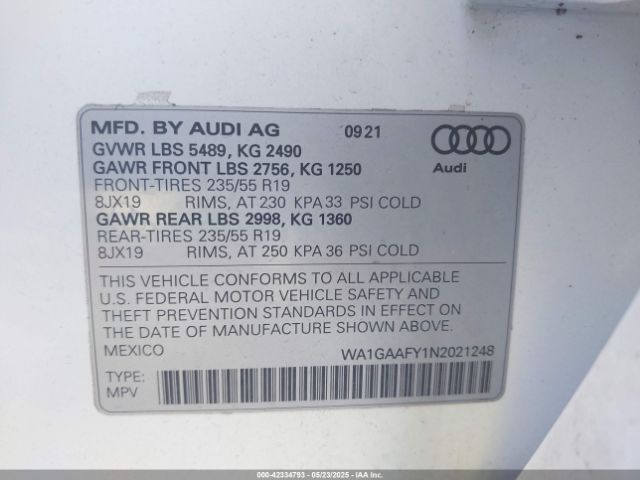 MFD. BY AUDI AG 09 21
GVWR LBS 5489, KG 2490
GAWR FRONT LBS 2756, KG 1250
FRONT-TIRES 235/55 R19
8JX19 RIMS, AT 230 KPA 33 PSI COLD
GAWR REAR LBS 2998, KG 1360
REAR-TIRES 235/55 R19
8JX19 RIMS, AT 250 KPA 36 PSI COLD
Audi
THIS VEHICLE CONFORMS TO ALL APPLICABLE
U.S. FEDERAL MOTOR VEHICLE SAFETY AND
THEFT PREVENTION STANDARDS IN EFFECT ON
THE DATE OF MANUFACTURE SHOWN ABOVE.
MEXICO WA1GAAFY1N2021248
TYPE:
MPV
000-42334793 - 05/23/2025 - IAAI.COM